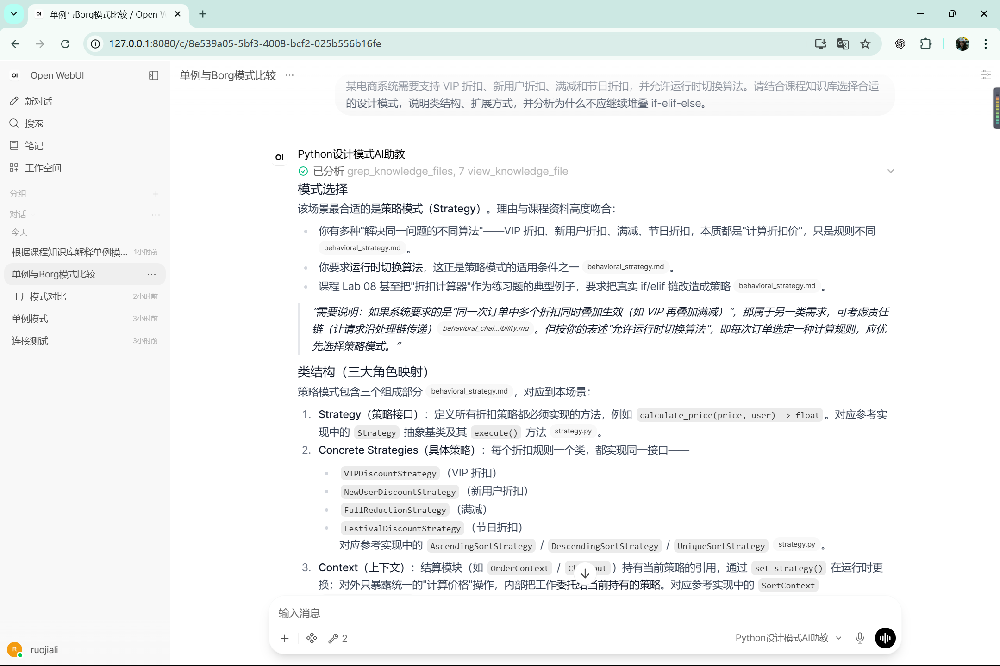 单例与Borg模式比较 / Open W
127.0.0.1:8080/c/8e539a05-5bf3-4008-bcf2-025b556b16fe
OI Open WebUI
新对话
搜索
笔记
工作空间
分组
对话
今天
根据课程知识库解释单例模... 1小时前
单例与Borg模式比较
工厂模式对比 2小时前
单例模式 3小时前
连接测试 3小时前
R ruojiali
单例与Borg模式比较
某电商系统需要支持 VIP 折扣、新用户折扣、满减和节日折扣，并允许运行时切换算法。请结合课程知识库选择合适
的设计模式，说明类结构、扩展方式，并分析为什么不应继续堆叠 if-elif-else。
OI Python设计模式AI助教
已分析 grep_knowledge_files, 7 view_knowledge_file
模式选择
该场景最合适的是策略模式（Strategy）。理由与课程资料高度吻合：
你有多种"解决同一问题的不同算法"——VIP 折扣、新用户折扣、满减、节日折扣，本质都是"计算折扣价"，只是规则不同
behavioral_strategy.md 。
你要求运行时切换算法，这正是策略模式的适用条件之一 behavioral_strategy.md 。
课程 Lab 08 甚至把"折扣计算器"作为练习题的典型例子，要求把真实 if/elif 链改造成策略 behavioral_strategy.md 。
“需要说明：如果系统要求的是“同一次订单中多个折扣同时叠加生效（如 VIP 再叠加满减）“，那属于另一类需求，可考虑责任
链（让请求沿处理链传递） behavioral_chai...ibility.md 。但按你的表述“允许运行时切换算法“，即每次订单选定一种计算规则，应优
先选择策略模式。”
类结构（三大角色映射）
策略模式包含三个组成部分 behavioral_strategy.md ，对应到本场景：
1. Strategy（策略接口）：定义所有折扣策略都必须实现的方法，例如 calculate_price(price, user) -> float 。对应参考实
现中的 Strategy 抽象基类及其 execute() 方法 strategy.py 。
2. Concrete Strategies（具体策略）：每个折扣规则一个类，都实现同一接口——
VIPDiscountStrategy （VIP 折扣）
NewUserDiscountStrategy （新用户折扣）
FullReductionStrategy （满减）
FestivalDiscountStrategy （节日折扣）
对应参考实现中的 AscendingSortStrategy / DescendingSortStrategy / UniqueSortStrategy strategy.py 。
3. Context（上下文）：结算模块（如 OrderContext / ）持有当前策略的引用，通过 set_strategy() 在运行时更
换；对外只暴露统一的"计算价格"操作，内部把工作委托给当前持有的策略。对应参考实现中的 SortContext
输入消息
2
Python设计模式AI助教